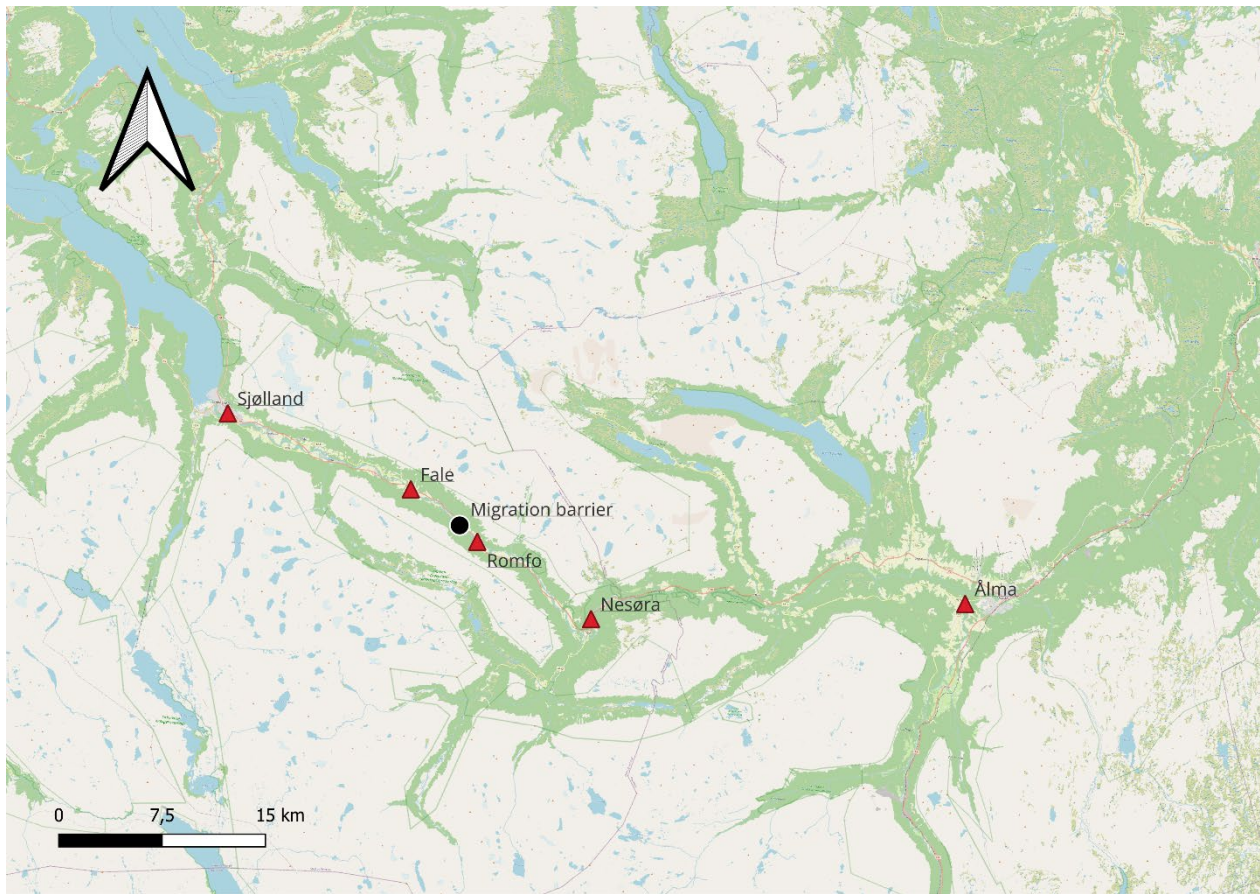 Sjølland
Fale
Migration barrier
Romfo
Nesøra
Ålma
0 7,5 15 km